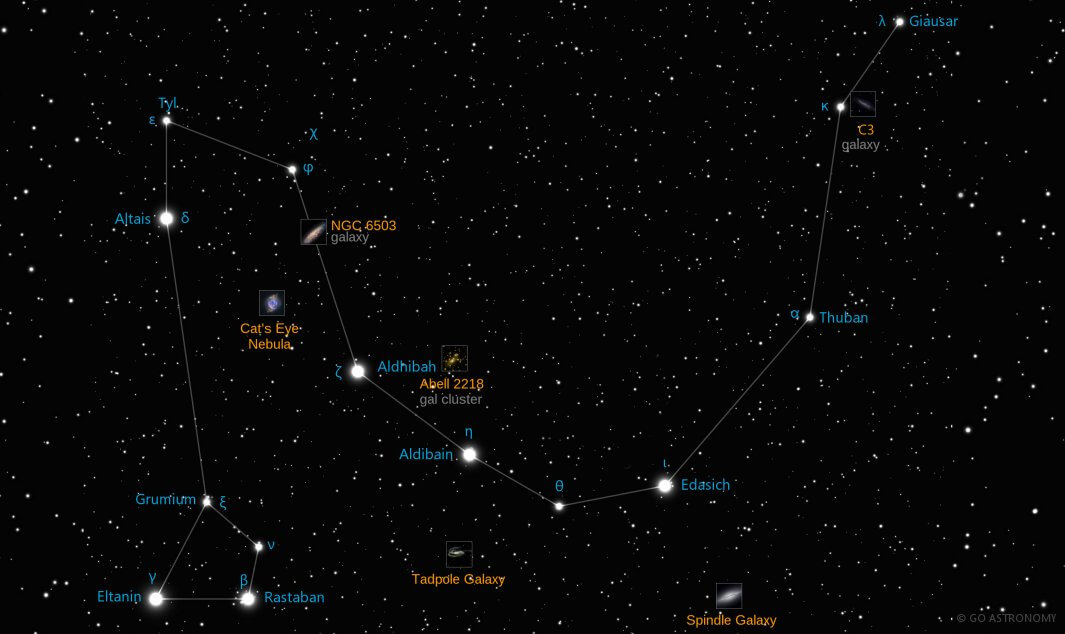 λ Giausar
κ
C3
galaxy
Tyl
ε
χ
φ
Altais δ
NGC 6503
galaxy
Cat's Eye
Nebula
α Thuban
ζ Aldhibah
Abell 2218
gal cluster
η
Aldibain
θ
ι
Edasich
Grumium ξ
ν
γ
Eltanin
β
Rastaban
Tadpole Galaxy
Spindle Galaxy
© GO ASTRONOMY